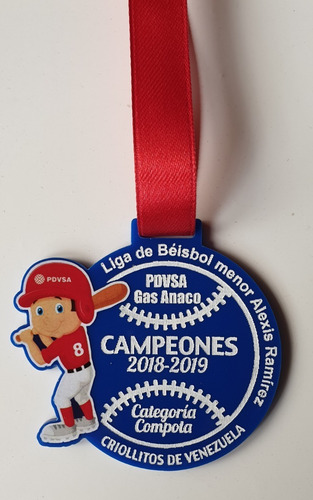 Liga de Béisbol menor Alexis Ramírez
PDVSA
Gas Anaco
CAMPEONES
2018-2019
Categoría
Compota
CRIOLLITOS DE VENEZUELA
PDVSA
8